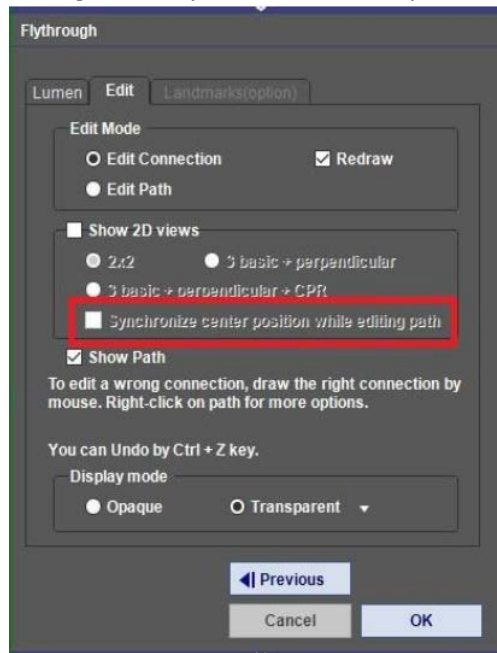 Flythrough
Lumen Edit Landmarks(option)
Edit Mode
Edit Connection Redraw
Edit Path
Show 2D views
2x2 3 basic + perpendicular
3 basic + perpendicular + CPR
Synchronize center position while editing path
Show Path
To edit a wrong connection, draw the right connection by
mouse. Right-click on path for more options.
You can Undo by Ctrl + Z key.
Display mode
Opaque Transparent
Previous
Cancel OK